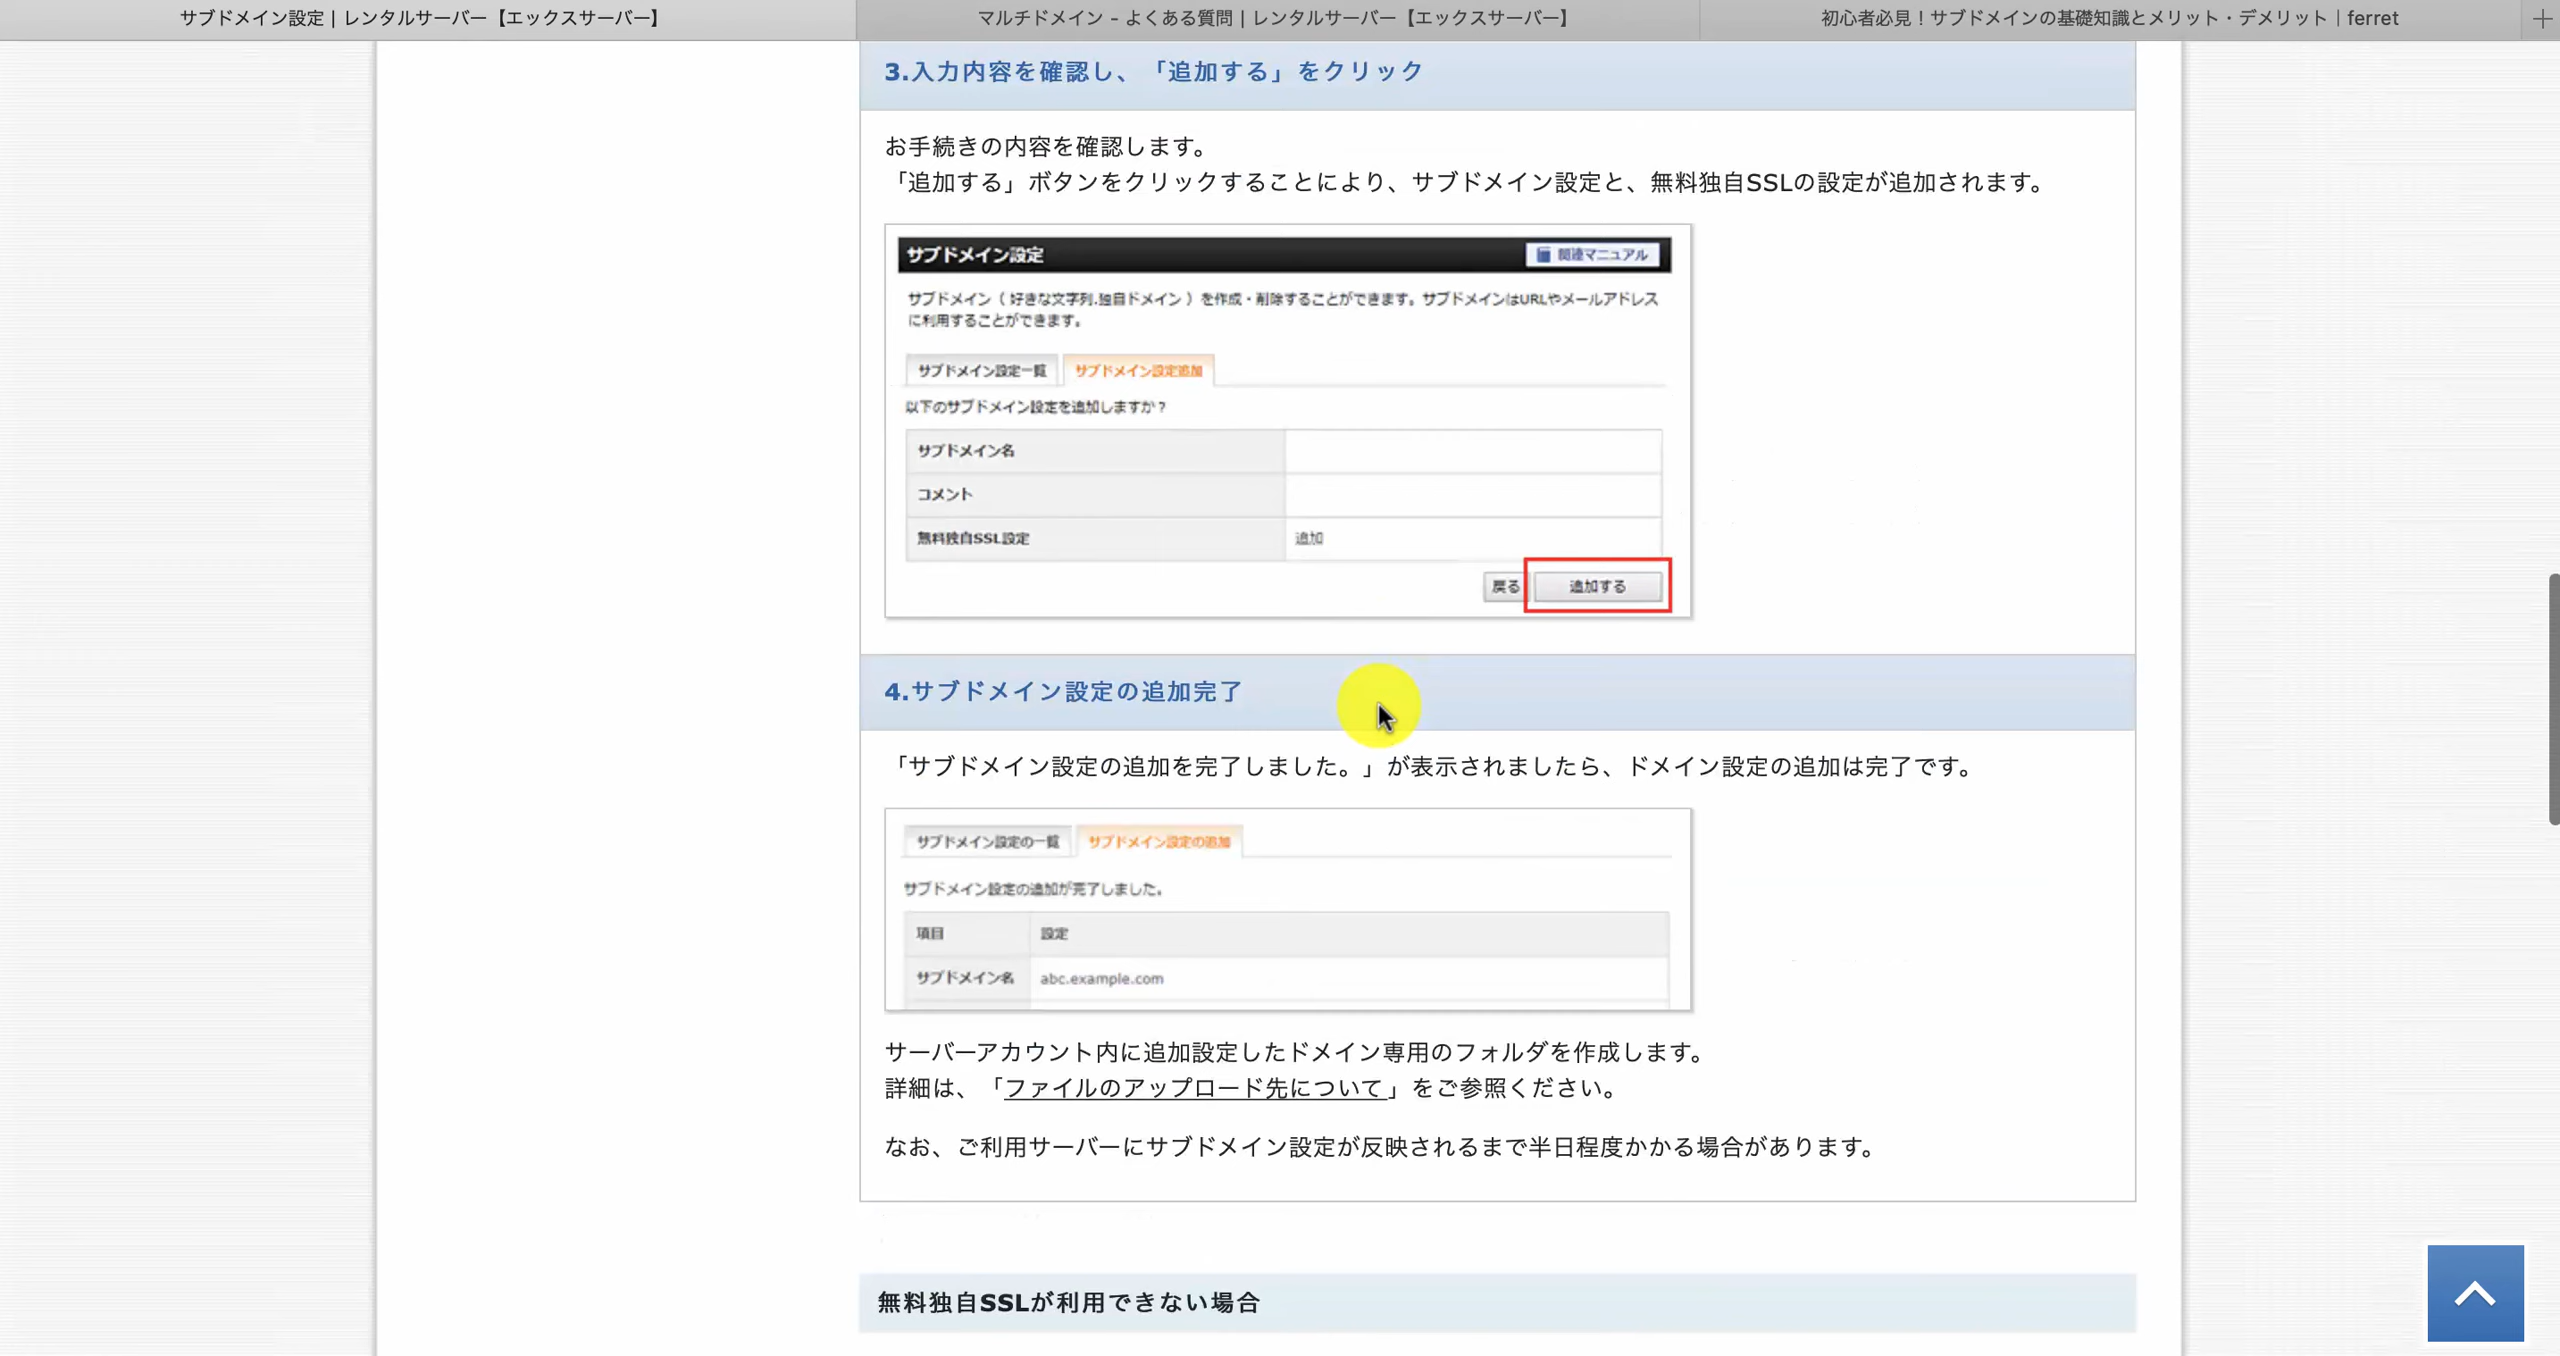 サブドメイン設定 | レンタルサーバー【エックスサーバー】
マルチドメイン - よくある質問 | レンタルサーバー【エックスサーバー】
初心者必見！サブドメインの基礎知識とメリット・デメリット｜ferret
3.入力内容を確認し、「追加する」をクリック
お手続きの内容を確認します。
「追加する」ボタンをクリックすることにより、サブドメイン設定と、無料独自SSLの設定が追加されます。
サブドメイン設定
関連マニュアル
サブドメイン（ 好きな文字列.独自ドメイン ）を作成・削除することができます。サブドメインはURLやメールアドレス
に利用することができます。
サブドメイン設定一覧
サブドメイン設定追加
以下のサブドメイン設定を追加しますか？
サブドメイン名
コメント
無料独自SSL設定
追加
戻る
追加する
4.サブドメイン設定の追加完了
「サブドメイン設定の追加を完了しました。」が表示されましたら、ドメイン設定の追加は完了です。
サブドメイン設定の一覧
サブドメイン設定の追加
サブドメイン設定の追加が完了しました。
項目
設定
サブドメイン名
abc.example.com
サーバーアカウント内に追加設定したドメイン専用のフォルダを作成します。
詳細は、「ファイルのアップロード先について」をご参照ください。
なお、ご利用サーバーにサブドメイン設定が反映されるまで半日程度かかる場合があります。
無料独自SSLが利用できない場合